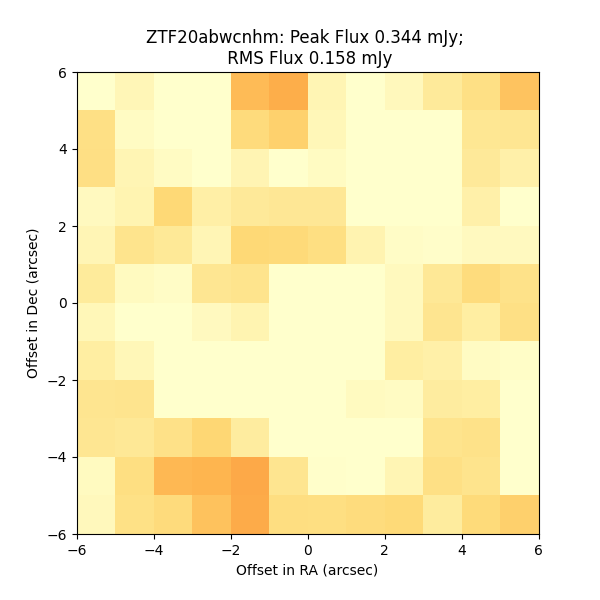 ZTF20abwcnhm: Peak Flux 0.344 mJy;
RMS Flux 0.158 mJy
6
4
2
0
−2
−4
−6
Offset in Dec (arcsec)
−6 −4 −2 0 2 4 6
Offset in RA (arcsec)